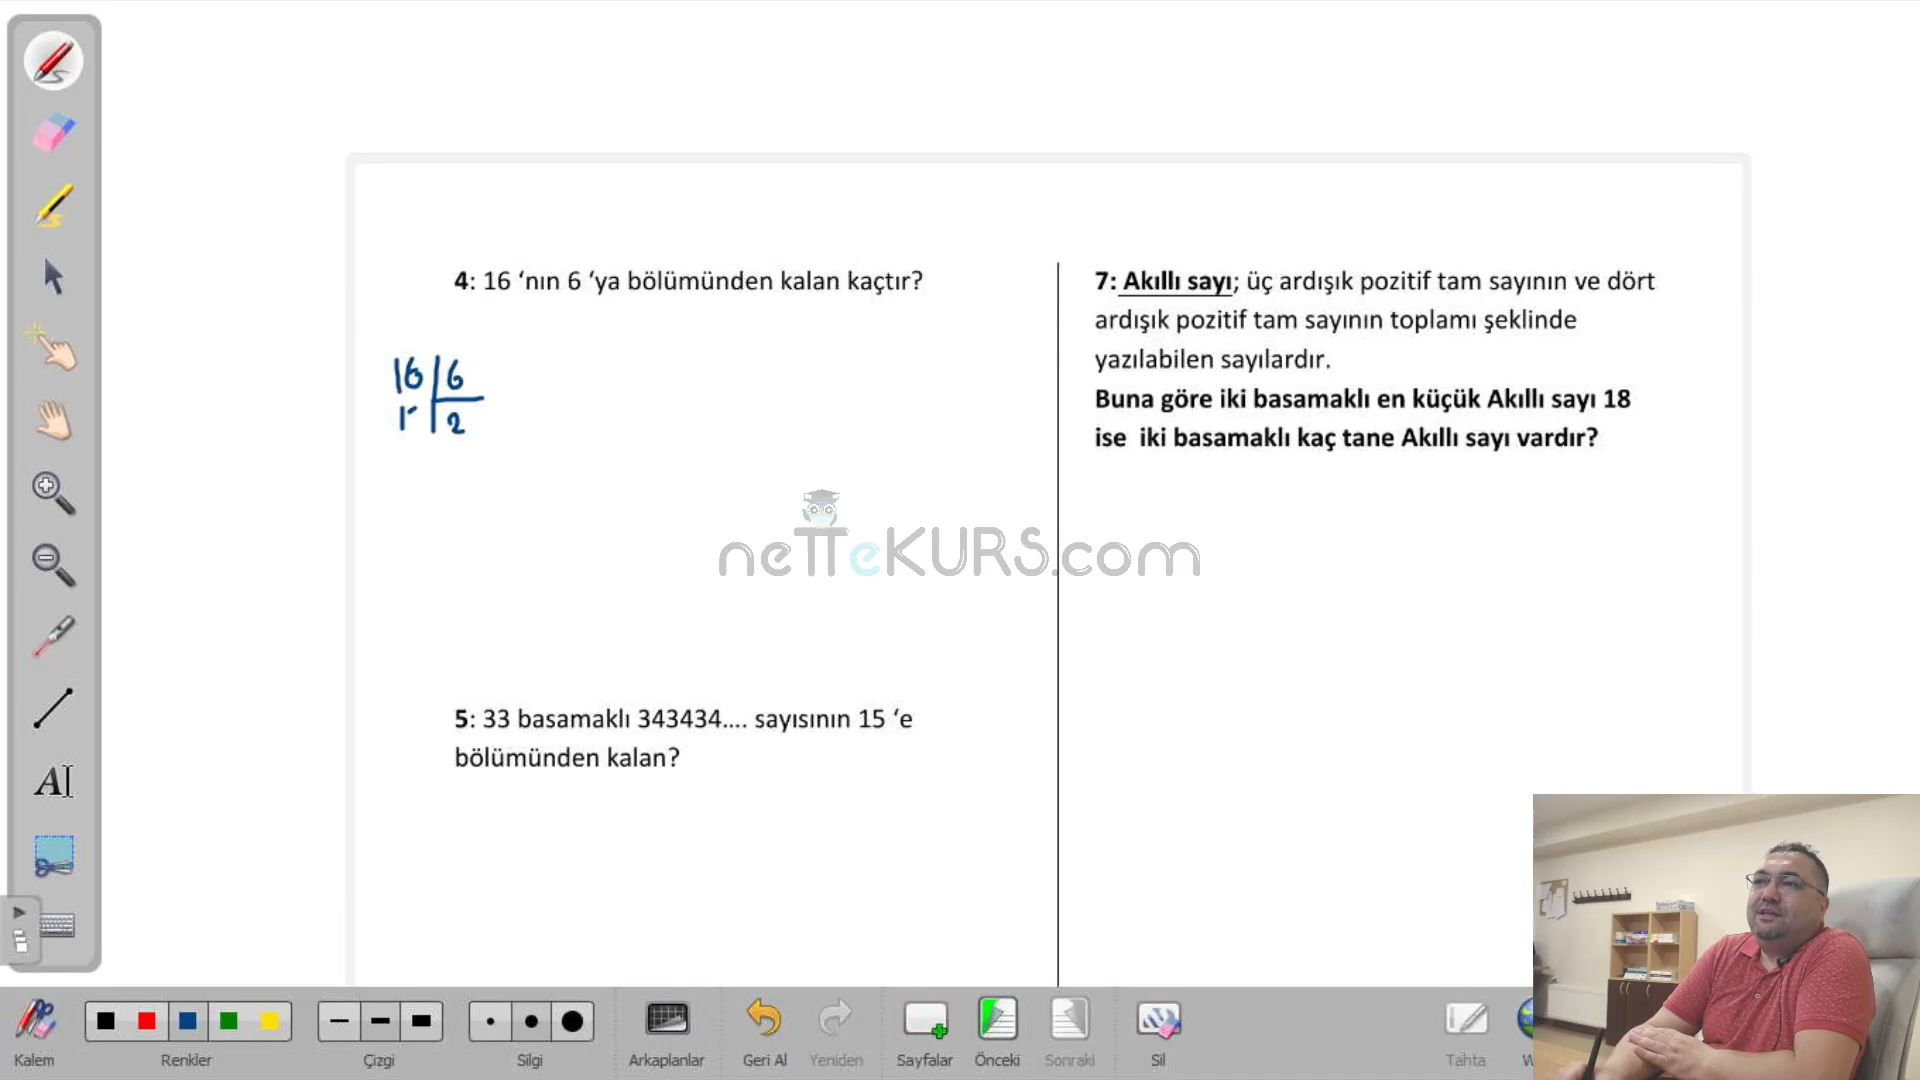 4: 16 ‘nın 6 ‘ya bölümünden kalan kaçtır?
16 6
2
5: 33 basamaklı 343434.... sayısının 15 ‘e
bölümünden kalan?
7: Akıllı sayı; üç ardışık pozitif tam sayının ve dört
ardışık pozitif tam sayının toplamı şeklinde
yazılabilen sayılardır.
Buna göre iki basamaklı en küçük Akıllı sayı 18
ise iki basamaklı kaç tane Akıllı sayı vardır?
neTTeKURS.com
Kalem
Renkler
Çizgi
Silgi
Arkaplanlar
Geri Al
Yeniden
Sayfalar
Önceki
Sonraki
Sil
Tahta